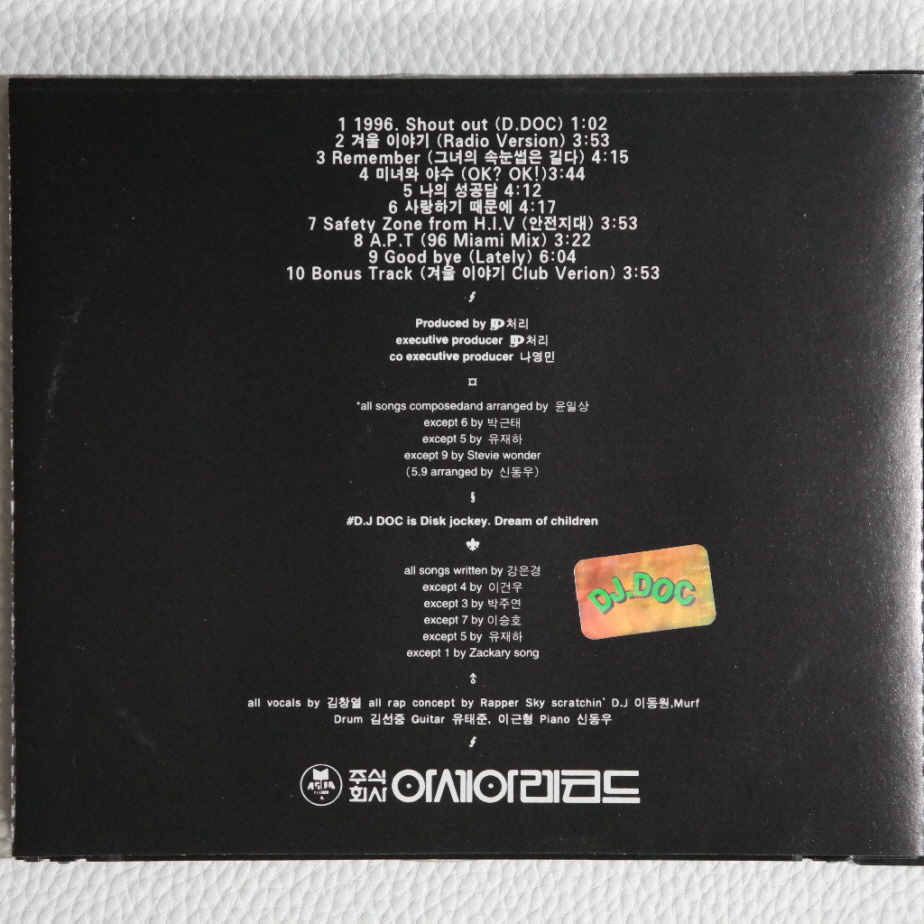 1 1996. Shout out (D.DOC) 1:02
2 겨울 이야기 (Radio Version) 3:53
3 Remember (그녀의 속눈썹은 길다) 4:15
4 미녀와 야수 (OK? OK!)3:44
5 나의 성공담 4:12
6 사랑하기 때문에 4:17
7 Safety Zone from H.I.V (안전지대) 3:53
8 A.P.T (96 Miami Mix) 3:22
9 Good bye (Lately) 6:04
10 Bonus Track (겨울 이야기 Club Verion) 3:53
Produced by 처리
executive producer 처리
co executive producer 나영민
*all songs composedand arranged by 윤일상
except 6 by 박근태
except 5 by 유재하
except 9 by Stevie wonder
(5,9 arranged by 신동우)
#D.J DOC is Disk jockey. Dream of children
all songs written by 강은경
except 4 by 이건우
except 3 by 박주연
except 7 by 이승호
except 5 by 유재하
except 1 by Zackary song
DJ.DOC
all vocals by 김창열 all rap concept by Rapper Sky scratchin' D.J 이동원,Murf
Drum 김선중 Guitar 유태준, 이근형 Piano 신동우
ASIA 주식회사 아세아레코드